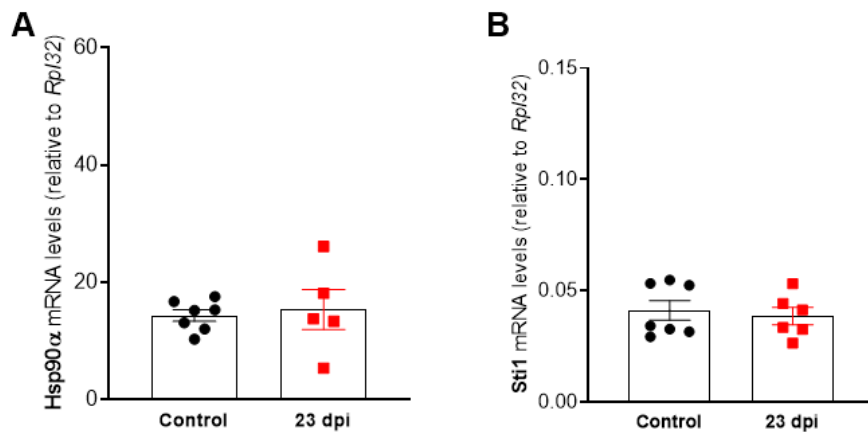 A
Hsp90α mRNA levels (relative to Rpl32)
60
40
20
0
Control
23 dpi
B
Sti1 mRNA levels (relative to Rpl32)
0.15
0.10
0.05
0.00
Control
23 dpi